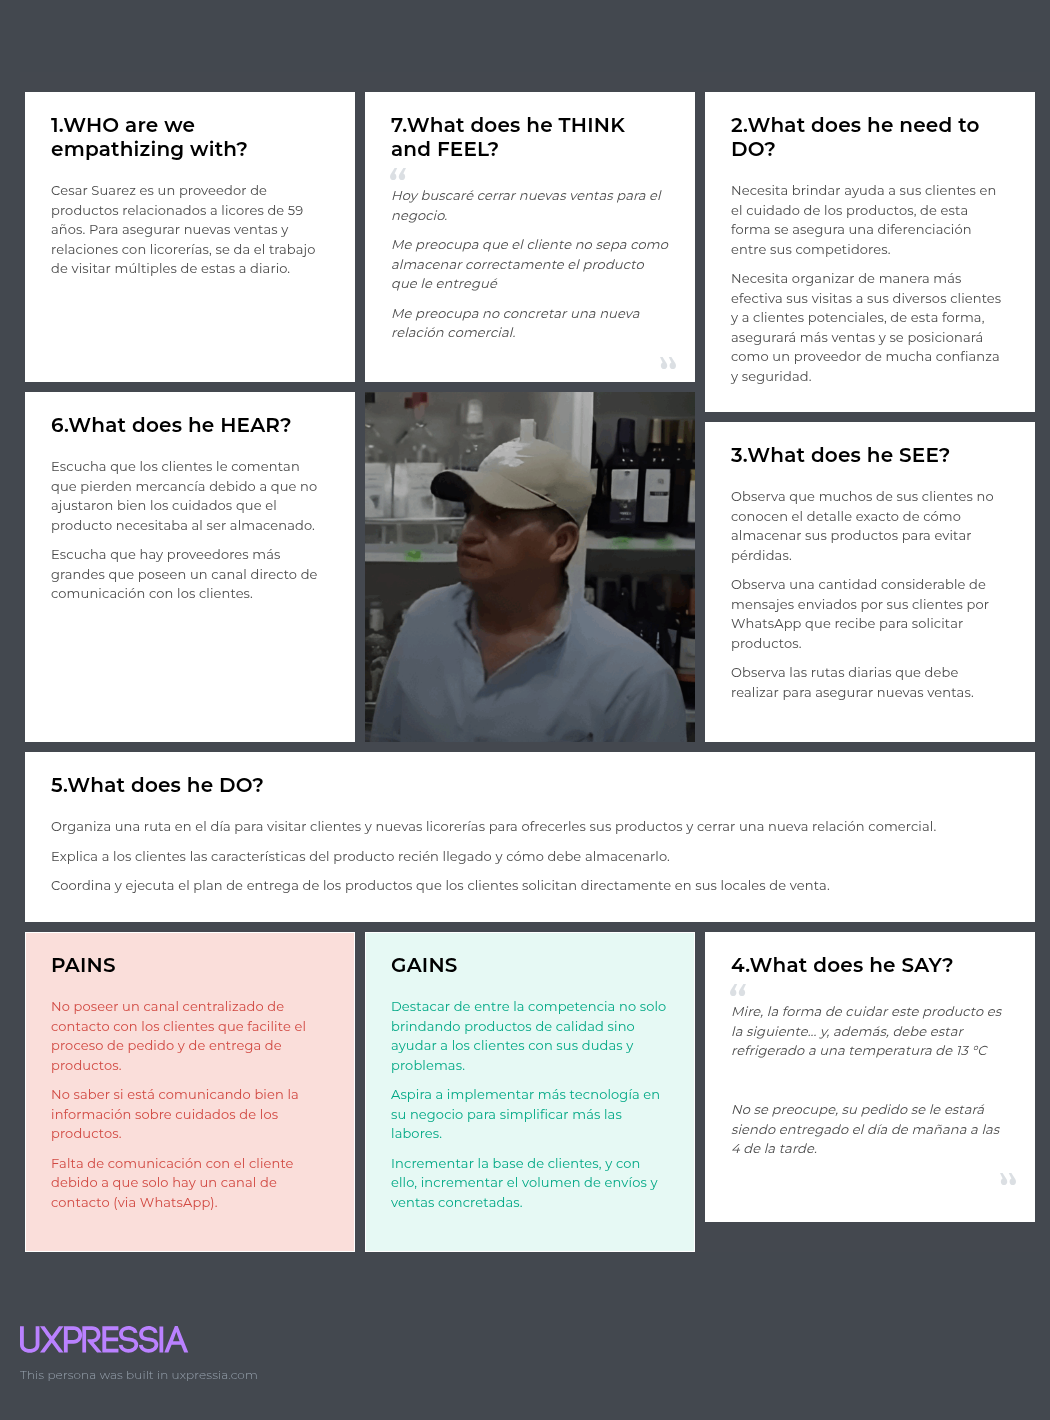 1.WHO are we
empathizing with?
Cesar Suarez es un proveedor de
productos relacionados a licores de 59
años. Para asegurar nuevas ventas y
relaciones con licorerías, se da el trabajo
de visitar múltiples de estas a diario.
7.What does he THINK
and FEEL?
“
Hoy buscaré cerrar nuevas ventas para el
negocio.
Me preocupa que el cliente no sepa como
almacenar correctamente el producto
que le entregué
Me preocupa no concretar una nueva
relación comercial.
”
2.What does he need to
DO?
Necesita brindar ayuda a sus clientes en
el cuidado de los productos, de esta
forma se asegura una diferenciación
entre sus competidores.
Necesita organizar de manera más
efectiva sus visitas a sus diversos clientes
y a clientes potenciales, de esta forma,
asegurará más ventas y se posicionará
como un proveedor de mucha confianza
y seguridad.
6.What does he HEAR?
Escucha que los clientes le comentan
que pierden mercancía debido a que no
ajustaron bien los cuidados que el
producto necesitaba al ser almacenado.
Escucha que hay proveedores más
grandes que poseen un canal directo de
comunicación con los clientes.
3.What does he SEE?
Observa que muchos de sus clientes no
conocen el detalle exacto de cómo
almacenar sus productos para evitar
pérdidas.
Observa una cantidad considerable de
mensajes enviados por sus clientes por
WhatsApp que recibe para solicitar
productos.
Observa las rutas diarias que debe
realizar para asegurar nuevas ventas.
5.What does he DO?
Organiza una ruta en el día para visitar clientes y nuevas licorerías para ofrecerles sus productos y cerrar una nueva relación comercial.
Explica a los clientes las características del producto recién llegado y cómo debe almacenarlo.
Coordina y ejecuta el plan de entrega de los productos que los clientes solicitan directamente en sus locales de venta.
PAINS
No poseer un canal centralizado de
contacto con los clientes que facilite el
proceso de pedido y de entrega de
productos.
No saber si está comunicando bien la
información sobre cuidados de los
productos.
Falta de comunicación con el cliente
debido a que solo hay un canal de
contacto (via WhatsApp).
GAINS
Destacar de entre la competencia no solo
brindando productos de calidad sino
ayudar a los clientes con sus dudas y
problemas.
Aspira a implementar más tecnología en
su negocio para simplificar más las
labores.
Incrementar la base de clientes, y con
ello, incrementar el volumen de envíos y
ventas concretadas.
4.What does he SAY?
“
Mire, la forma de cuidar este producto es
la siguiente... y, además, debe estar
refrigerado a una temperatura de 13 °C
No se preocupe, su pedido se le estará
siendo entregado el día de mañana a las
4 de la tarde.
”
UXPRESSIA
This persona was built in uxpressia.com